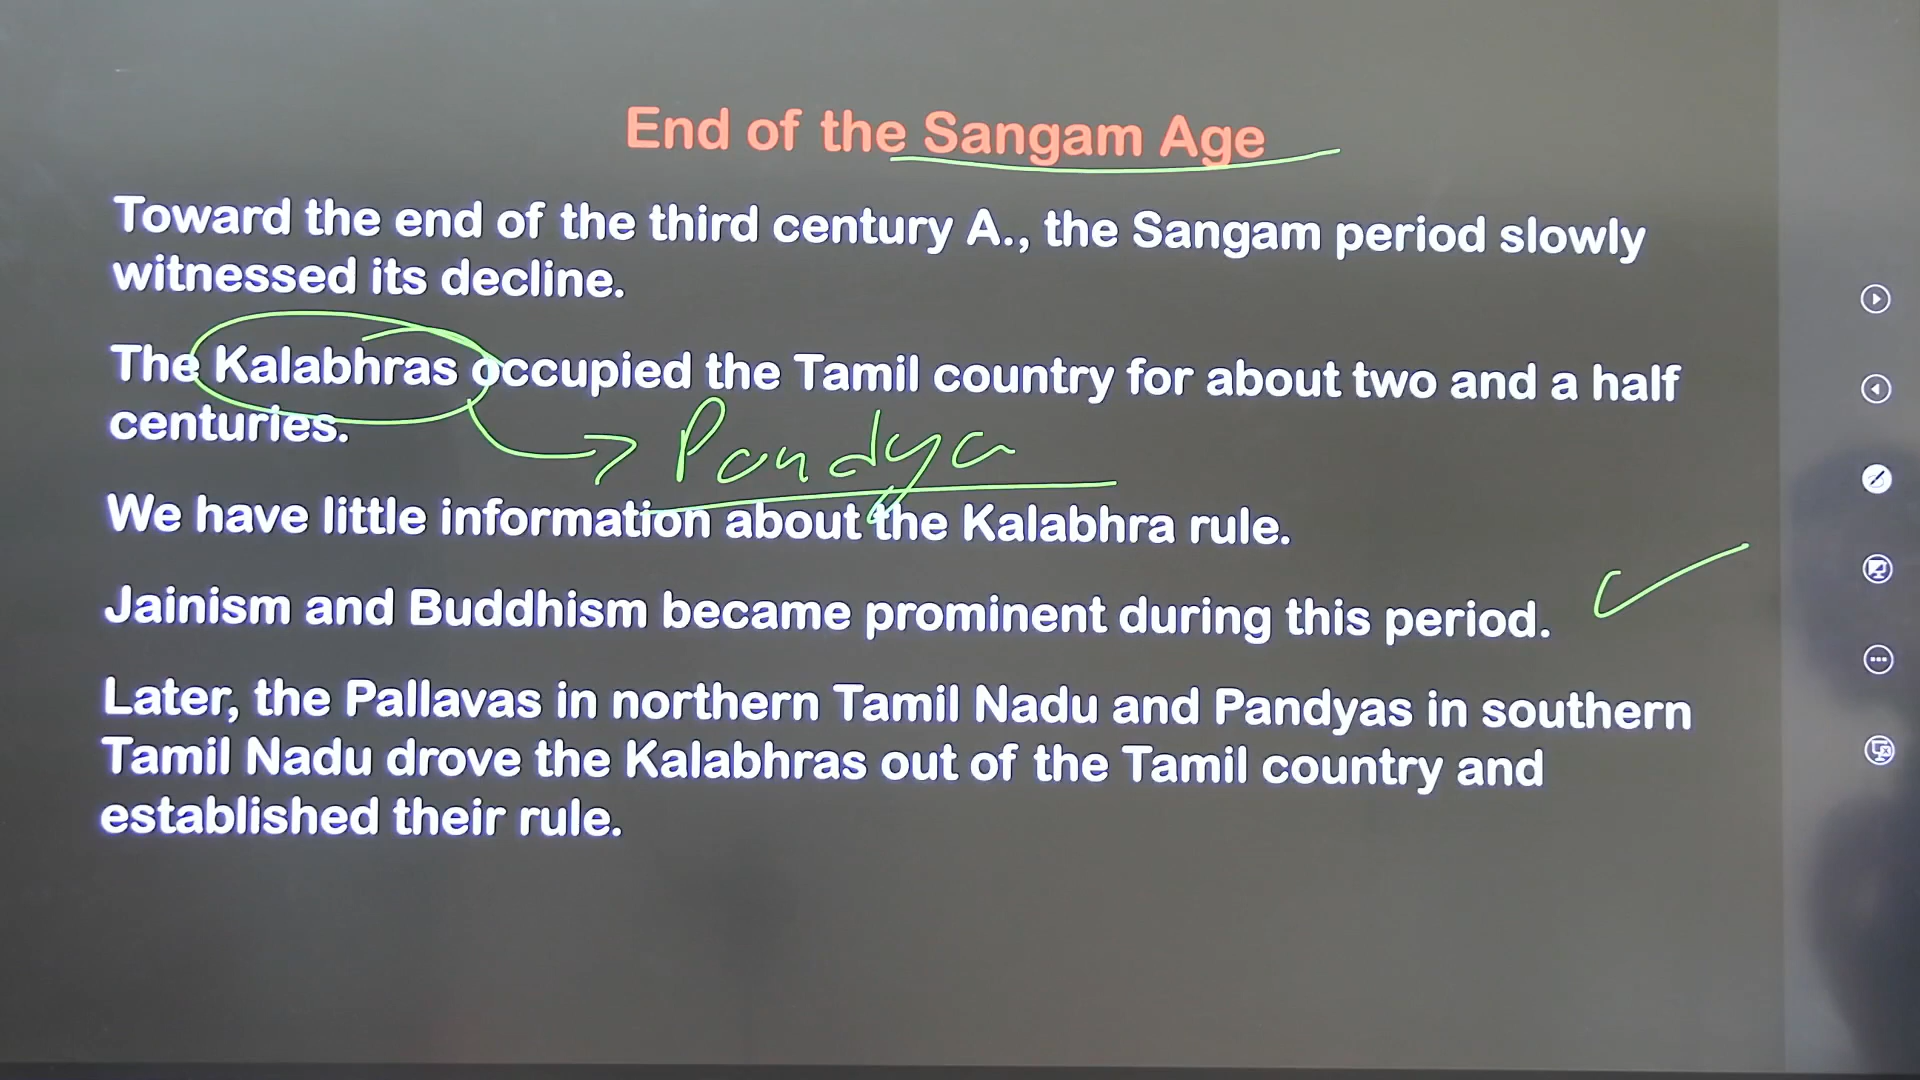 End of the Sangam Age
Toward the end of the third century A., the Sangam period slowly
witnessed its decline.
The Kalabhras occupied the Tamil country for about two and a half
centuries.
→ Pandya
We have little information about the Kalabhra rule.
Jainism and Buddhism became prominent during this period.
Later, the Pallavas in northern Tamil Nadu and Pandyas in southern
Tamil Nadu drove the Kalabhras out of the Tamil country and
established their rule.